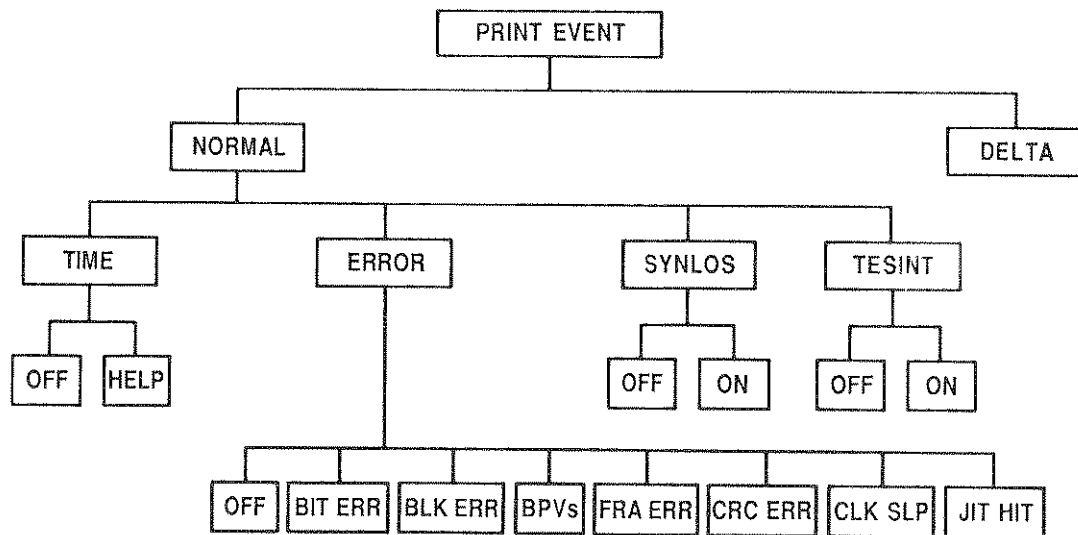 PRINT EVENT
NORMAL
DELTA
TIME
ERROR
SYNLOS
TESINT
OFF
HELP
OFF
ON
OFF
ON
OFF
BIT ERR
BLK ERR
BPVs
FRA ERR
CRC ERR
CLK SLP
JIT HIT